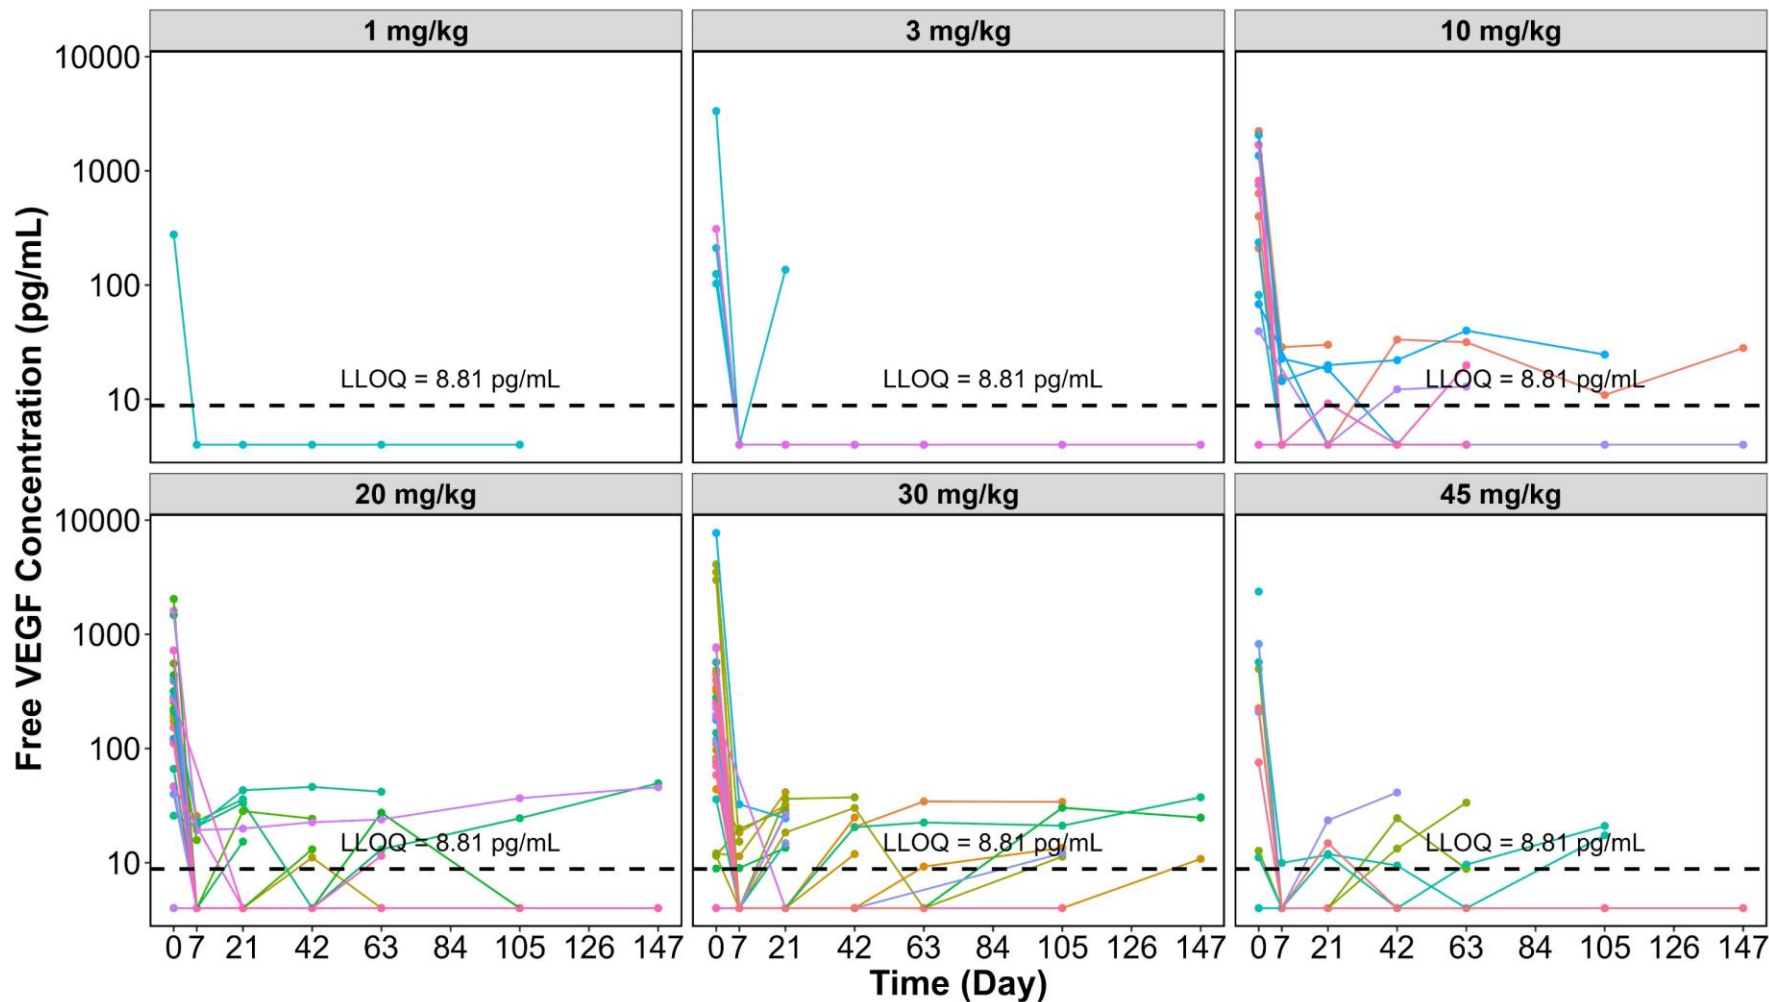 1 mg/kg 3 mg/kg 10 mg/kg
10000
1000
100
10
LLOQ = 8.81 pg/mL LLOQ = 8.81 pg/mL LLOQ = 8.81 pg/mL
20 mg/kg 30 mg/kg 45 mg/kg
10000
1000
100
10
LLOQ = 8.81 pg/mL LLOQ = 8.81 pg/mL LLOQ = 8.81 pg/mL
0 7 21 42 63 84 105 126 147 0 7 21 42 63 84 105 126 147 0 7 21 42 63 84 105 126 147
Time (Day)
Free VEGF Concentration (pg/mL)